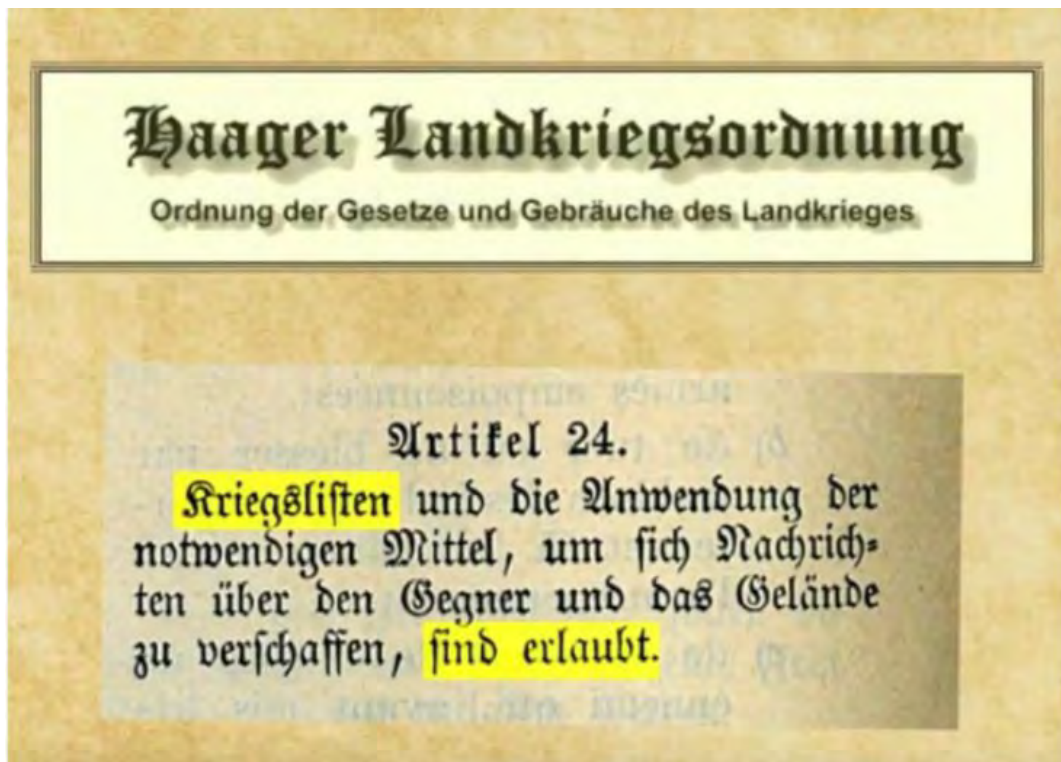 Haager Landkriegsordnung
Ordnung der Gesetze und Gebräuche des Landkrieges
Artikel 24.
Kriegslisten und die Anwendung der
notwendigen Mittel, um sich Nachrich-
ten über den Gegner und das Gelände
zu verschaffen, sind erlaubt.